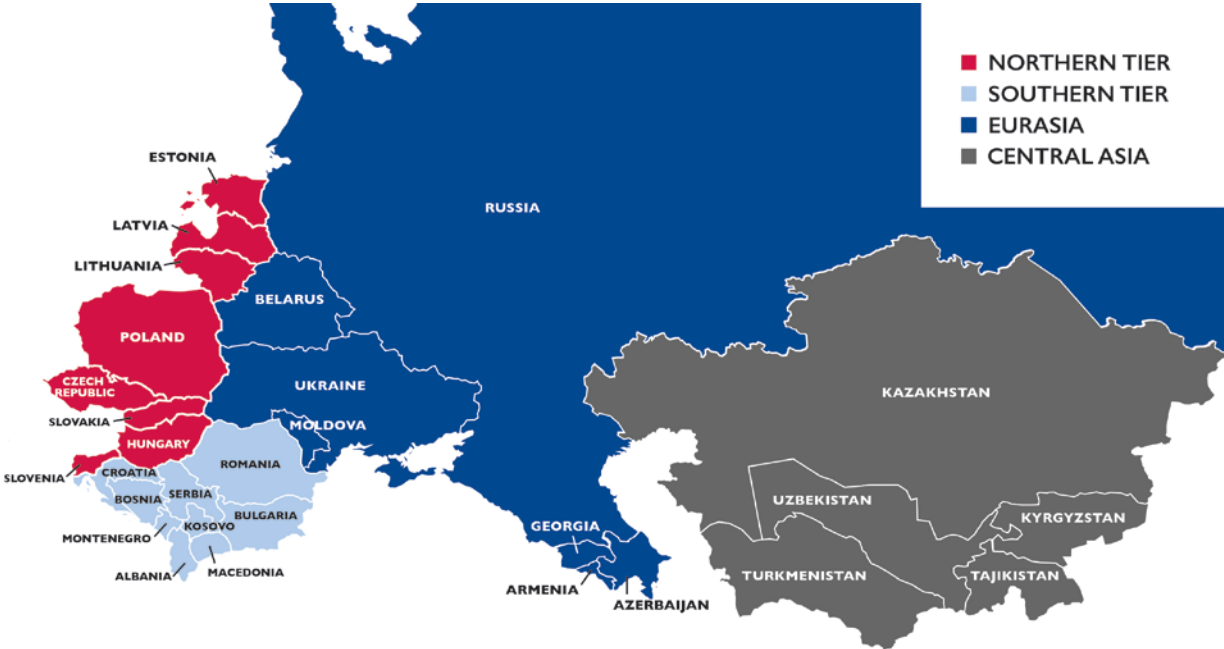 NORTHERN TIER
SOUTHERN TIER
EURASIA
CENTRAL ASIA
ESTONIA
LATVIA
LITHUANIA
RUSSIA
BELARUS
POLAND
UKRAINE
CZECH
REPUBLIC
KAZAKHSTAN
SLOVAKIA
MOLDOVA
HUNGARY
ROMANIA
SLOVENIA
CROATIA
BOSNIA
SERBIA
UZBEKISTAN
BULGARIA
KOSOVO
GEORGIA
KYRGYZSTAN
MONTENEGRO
ALBANIA
MACEDONIA
TURKMENISTAN
TAJIKISTAN
ARMENIA
AZERBAIJAN